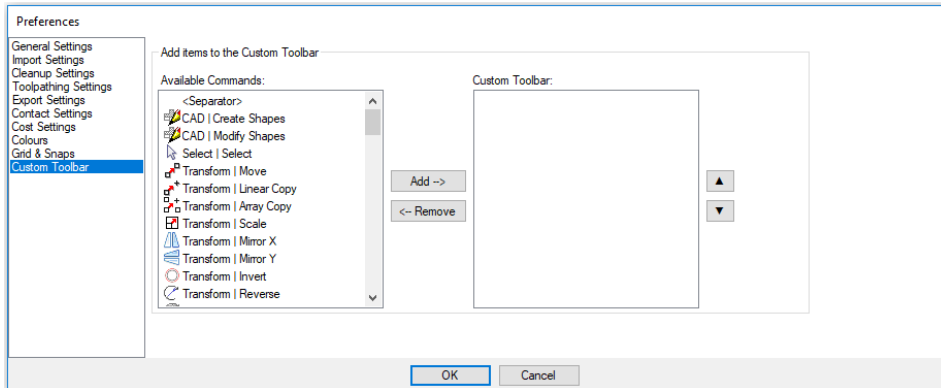 Preferences
General Settings
Import Settings
Cleanup Settings
Toolpathing Settings
Export Settings
Contact Settings
Cost Settings
Colours
Grid & Snaps
Custom Toolbar
Add items to the Custom Toolbar
Available Commands:
<Separator>
CAD | Create Shapes
CAD | Modify Shapes
Select | Select
Transform | Move
Transform | Linear Copy
Transform | Array Copy
Transform | Scale
Transform | Mirror X
Transform | Mirror Y
Transform | Invert
Transform | Reverse
Add -->
<-- Remove
Custom Toolbar:
▲
▼
OK
Cancel